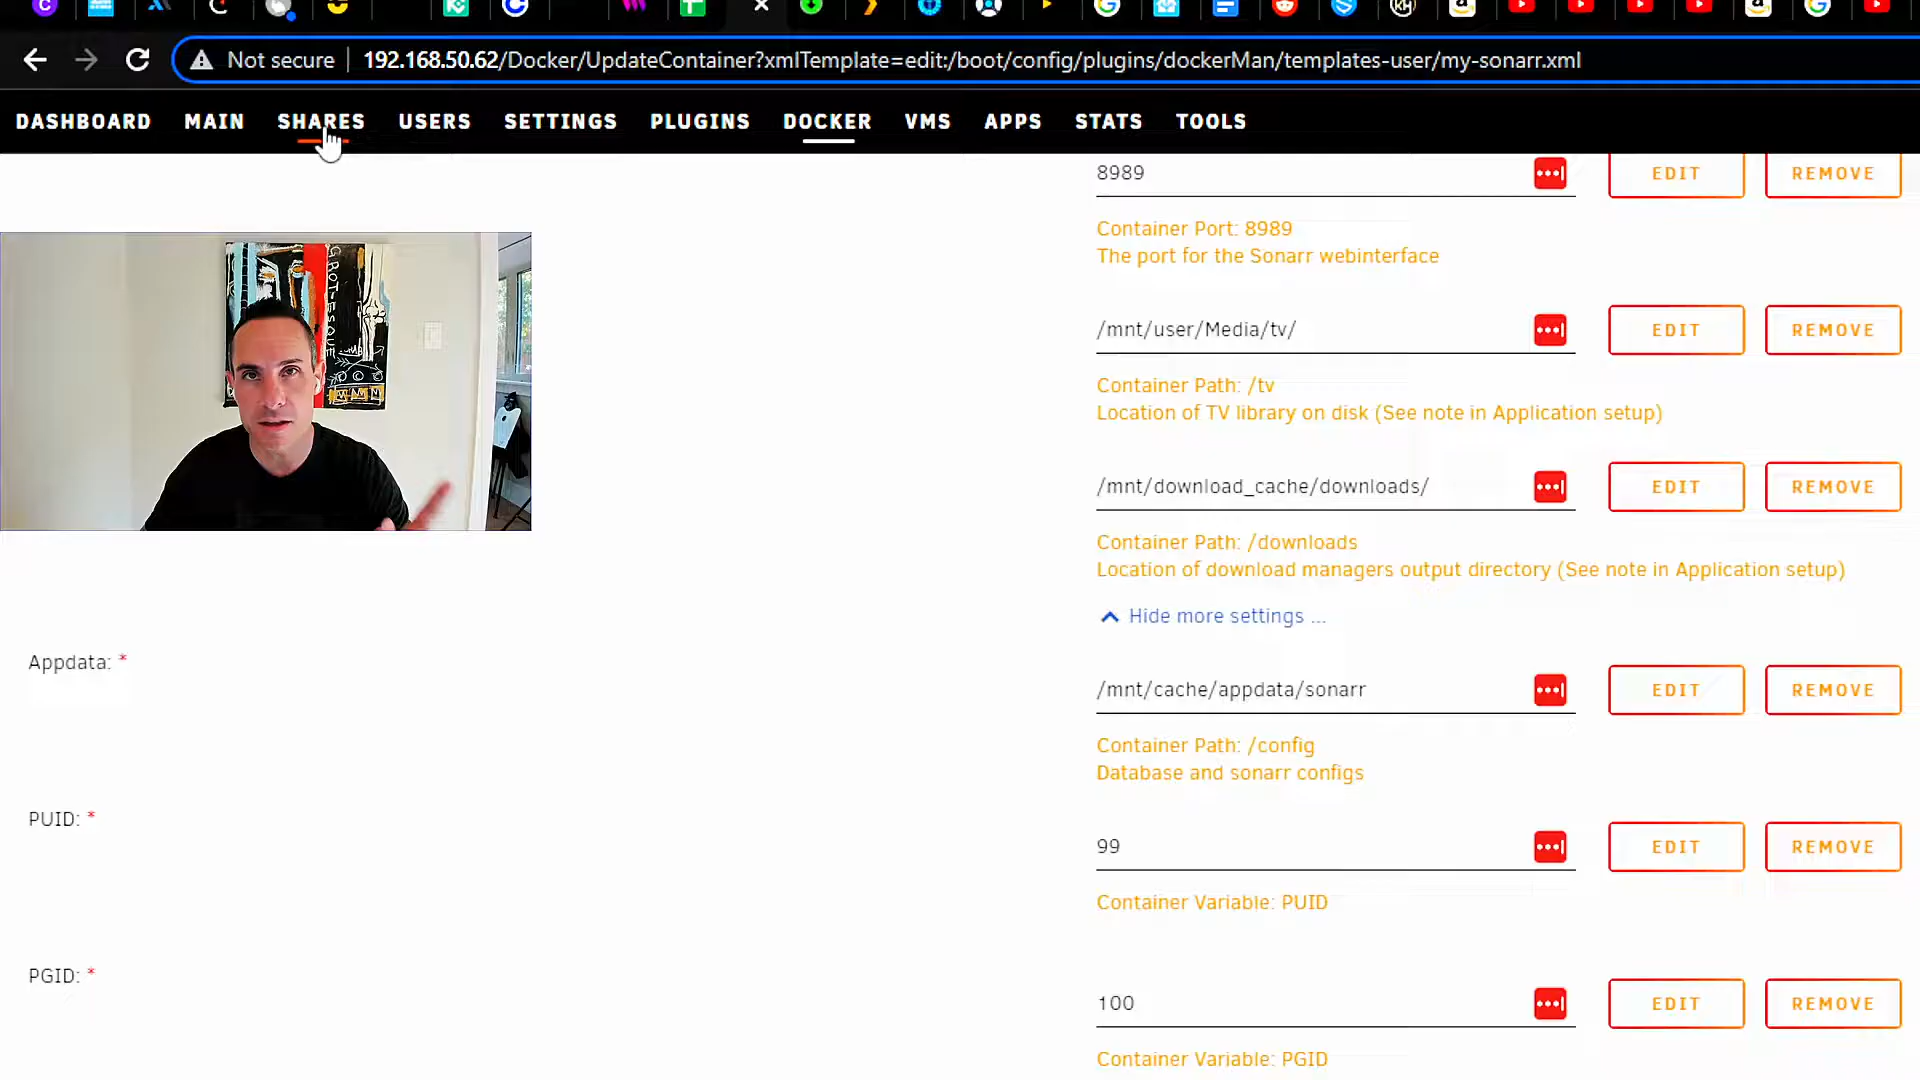 Not secure
192.168.50.62/Docker/UpdateContainer?xmlTemplate=edit:/boot/config/plugins/dockerMan/templates-user/my-sonarr.xml
DASHBOARD MAIN SHARES USERS SETTINGS PLUGINS DOCKER VMS APPS STATS TOOLS
8989 EDIT REMOVE
Container Port: 8989
The port for the Sonarr webinterface
/mnt/user/Media/tv/ EDIT REMOVE
Container Path: /tv
Location of TV library on disk (See note in Application setup)
/mnt/download_cache/downloads/ EDIT REMOVE
Container Path: /downloads
Location of download managers output directory (See note in Application setup)
Hide more settings ...
Appdata: *
/mnt/cache/appdata/sonarr EDIT REMOVE
Container Path: /config
Database and sonarr configs
PUID: *
99 EDIT REMOVE
Container Variable: PUID
PGID: *
100 EDIT REMOVE
Container Variable: PGID